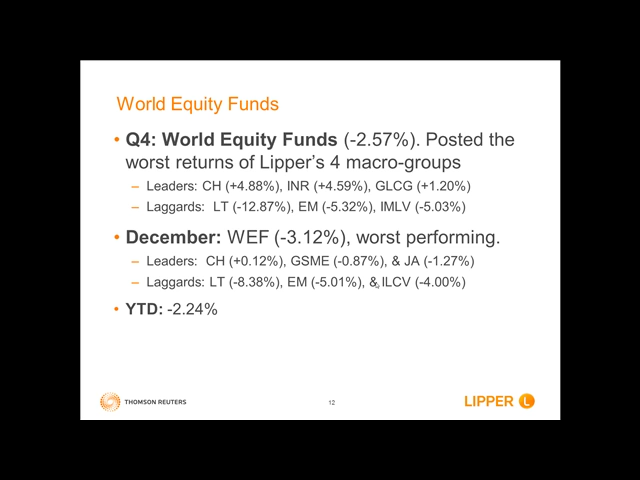 World Equity Funds
• Q4: World Equity Funds (-2.57%). Posted the
worst returns of Lipper's 4 macro-groups
– Leaders: CH (+4.88%), INR (+4.59%), GLCG (+1.20%)
– Laggards: LT (-12.87%), EM (-5.32%), IMLV (-5.03%)
• December: WEF (-3.12%), worst performing.
– Leaders: CH (+0.12%), GSME (-0.87%), & JA (-1.27%)
– Laggards: LT (-8.38%), EM (-5.01%), & ILCV (-4.00%)
• YTD: -2.24%
THOMSON REUTERS
12
LIPPER L